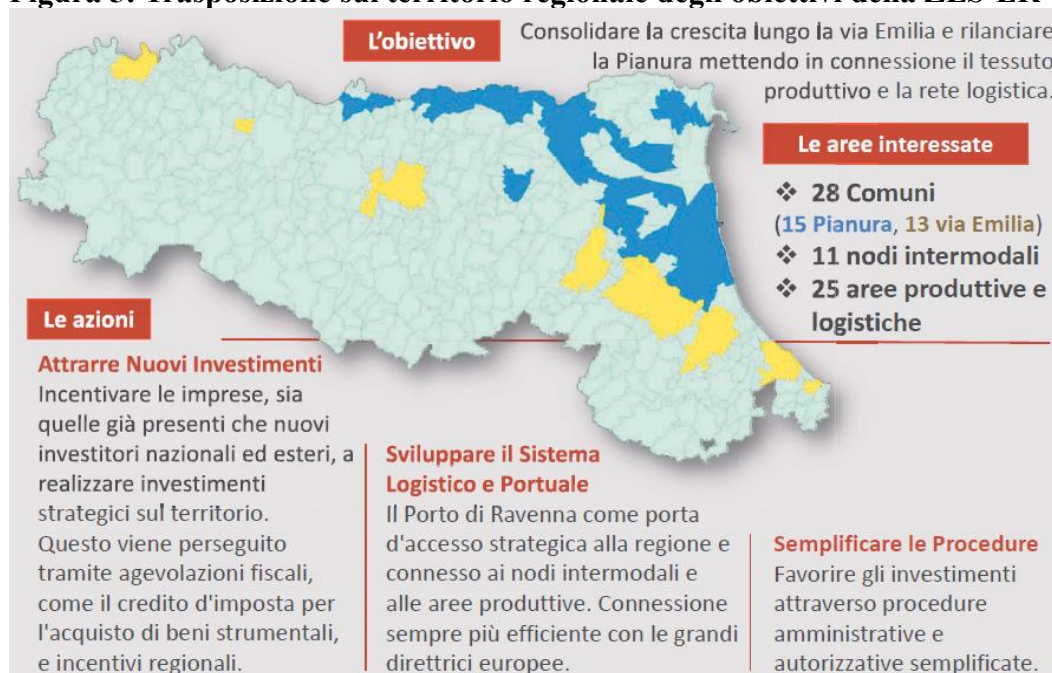 Trasposizione sul territorio regionale degli obiettivi della
L'obiettivo
Consolidare la crescita lungo la via Emilia e rilanciare
la Pianura mettendo in connessione il tessuto
produttivo e la rete logistica.
Le aree interessate
❖ 28 Comuni
(15 Pianura, 13 via Emilia)
❖ 11 nodi intermodali
❖ 25 aree produttive e
logistiche
Le azioni
Attrarre Nuovi Investimenti
Incentivare le imprese, sia
quelle già presenti che nuovi
investitori nazionali ed esteri, a
realizzare investimenti
strategici sul territorio.
Questo viene perseguito
tramite agevolazioni fiscali,
come il credito d'imposta per
l'acquisto di beni strumentali,
e incentivi regionali.
Sviluppare il Sistema
Logistico e Portuale
Il Porto di Ravenna come porta
d'accesso strategica alla regione e
connesso ai nodi intermodali e
alle aree produttive. Connessione
sempre più efficiente con le grandi
direttrici europee.
Semplificare le Procedure
Favorire gli investimenti
attraverso procedure
amministrative e
autorizzative semplificate.